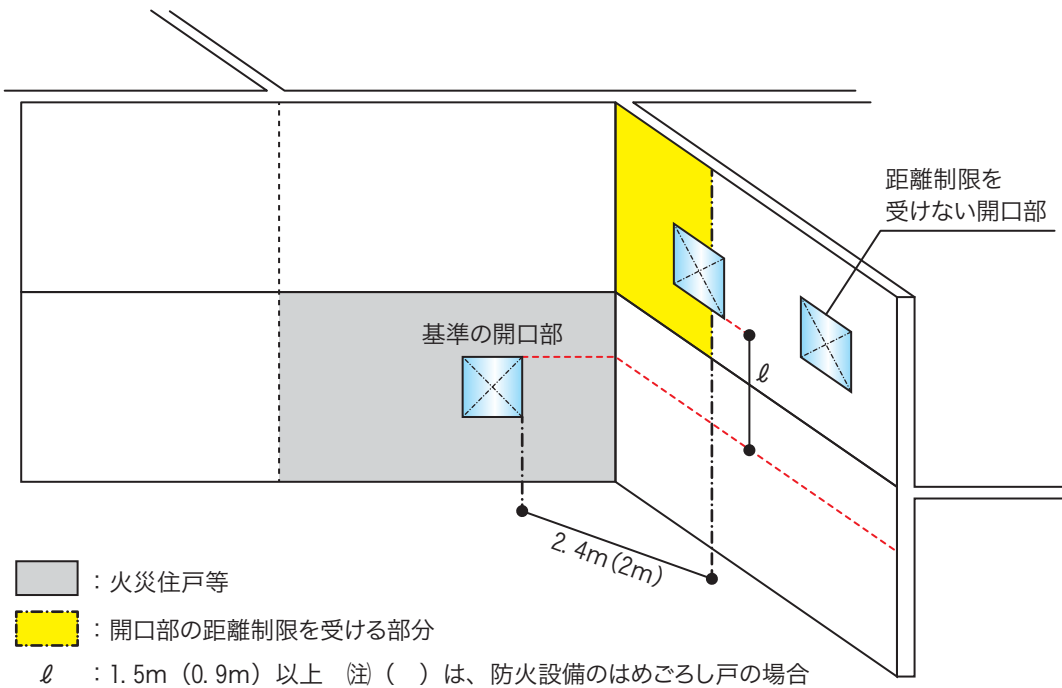 距離制限を
受けない開口部
基準の開口部
ℓ
2.4m(2m)
：火災住戸等
：開口部の距離制限を受ける部分
ℓ ：1.5m（0.9m）以上 ㊟（ ）は、防火設備のはめごろし戸の場合